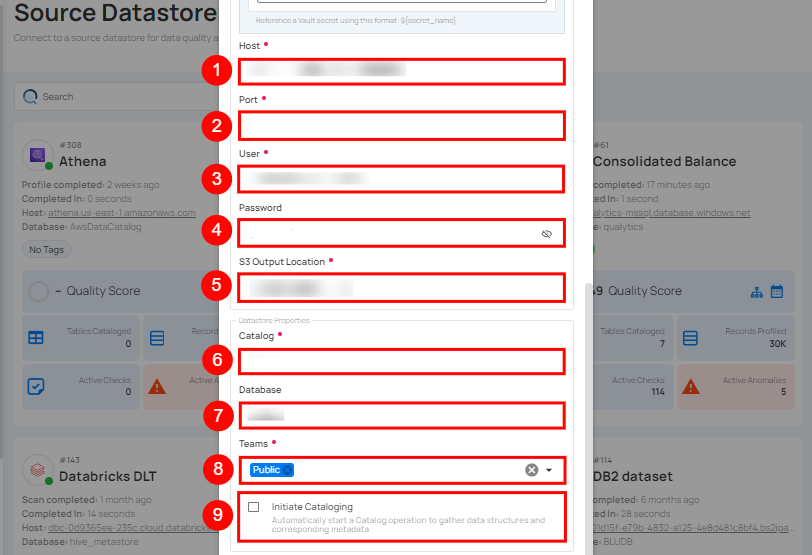 Source Datastore
Connect to a source datastore for data quality a
Search
#308
Athena
Profile completed: 2 weeks ago
Completed In: 0 seconds
Host: athena.us-east-1.amazonaws.com
Database: AwsDataCatalog
No Tags
– Quality Score
Tables Cataloged
0
Record
Active Checks
0
Active A
#143
Databricks DLT
Scan completed: 1 month ago
Completed In: 14 seconds
Host: dbc-0d9365ee-235c.cloud.databricks
Database: hive_metastore
Reference a Vault secret using this format: ${secret_name}
1
Host •
2
Port •
3
User •
4
Password
5
S3 Output Location •
Datastore Properties
6
Catalog •
7
Database
8
Teams •
Public
9
Initiate Cataloging
Automatically start a Catalog operation to gather data structures and
corresponding metadata
#61
Consolidated Balance
completed: 17 minutes ago
ed In: 1 second
alytics-mssql.database.windows.net
e: qualytics
49 Quality Score
Tables Cataloged
7
Records Profiled
30K
Active Checks
114
Active Anomalies
5
#114
DB2 dataset
completed: 6 months ago
ed In: 28 seconds
01d15f-e79b-4832-a125-4e8d481c8bf4.bs2ipa...
e: BLUDB